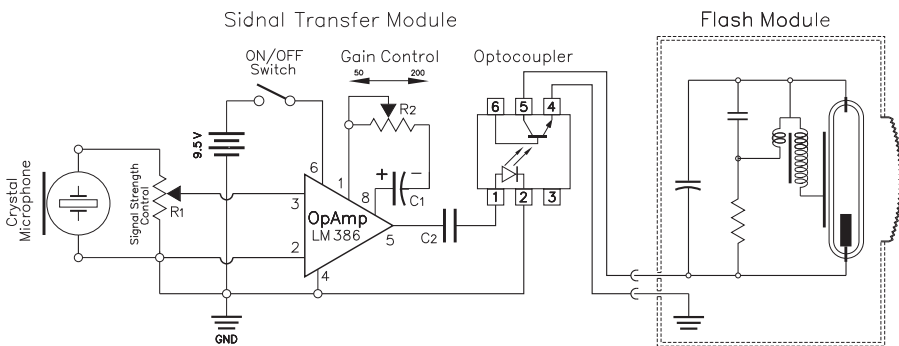 Sidnal Transfer Module
Flash Module
ON/OFF
Switch
Gain Control
50 200
Optocoupler
R2
9.5V
6 5 4
6
1
+ −
8
C1
Crystal
Microphone
Signal Strength
Control
R1
3
OpAmp
LM 386
2
5
4
C2
1 2 3
GND